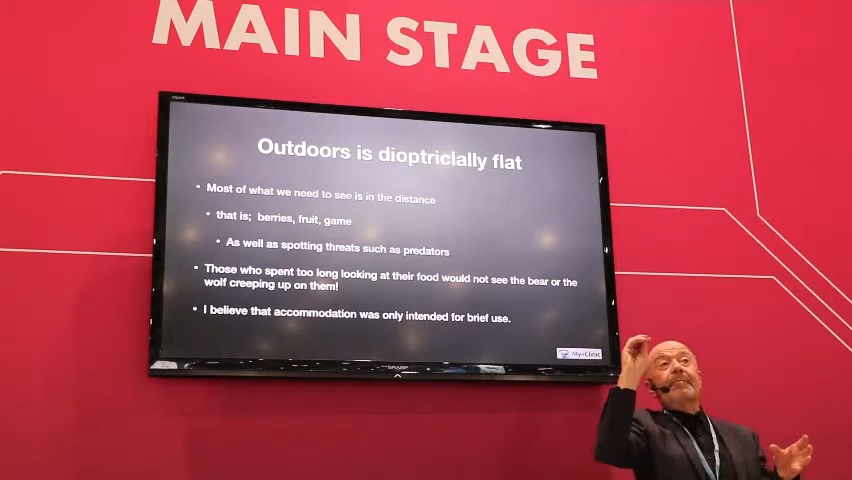 MAIN STAGE
Outdoors is dioptriclally flat
• Most of what we need to see is in the distance
• that is; berries, fruit, game
• As well as spotting threats such as predators
• Those who spent too long looking at their food would not see the bear or the
wolf creeping up on them!
• I believe that accommodation was only intended for brief use.
SHARP